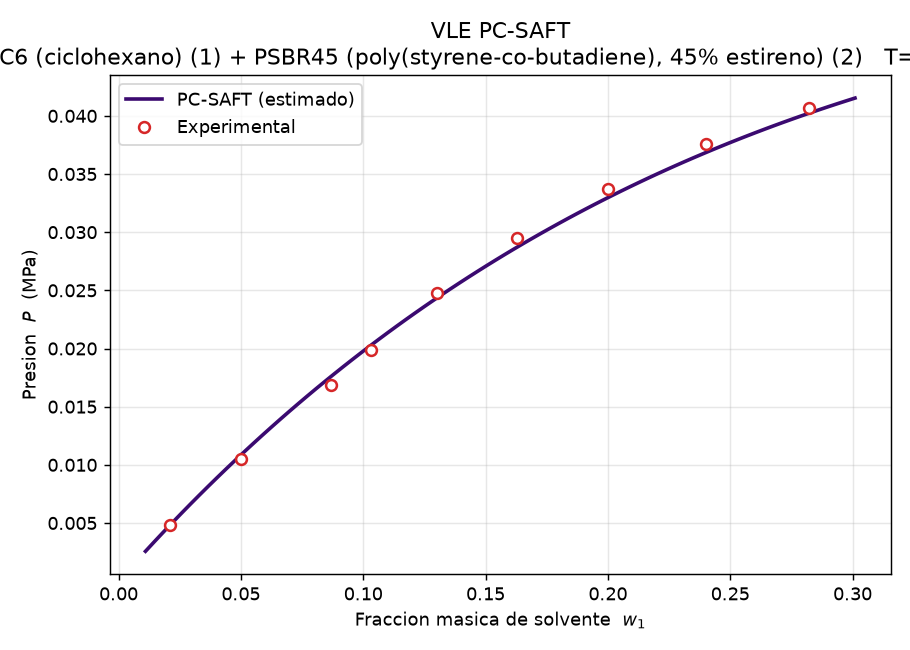 VLE PC-SAFT
C6 (ciclohexano) (1) + PSBR45 (poly(styrene-co-butadiene), 45% estireno) (2) T=
PC-SAFT (estimado)
Experimental
0.040
0.035
0.030
0.025
0.020
0.015
0.010
0.005
Presion P (MPa)
0.00 0.05 0.10 0.15 0.20 0.25 0.30
Fraccion masica de solvente w₁